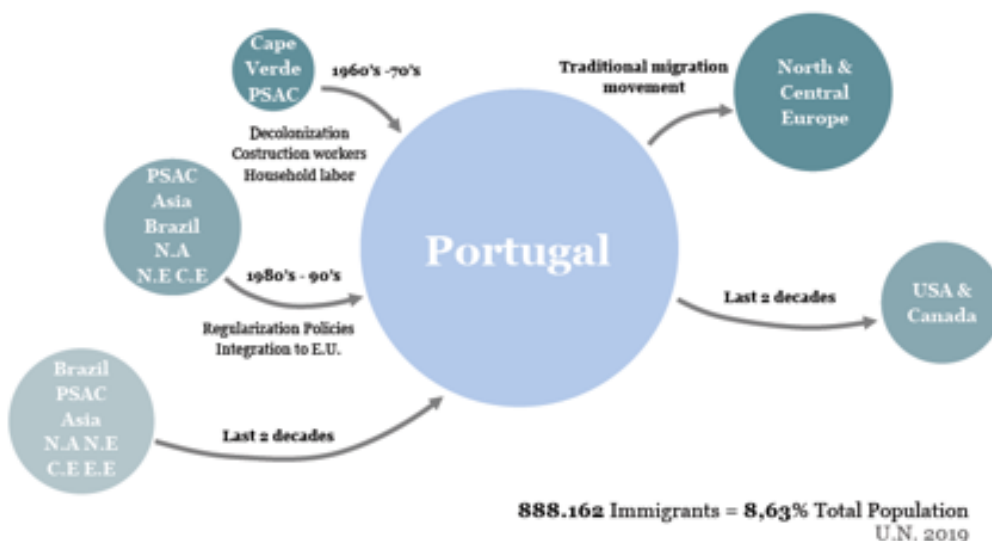 Cape
Verde
PSAC
1960's -70's
Decolonization
Costruction workers
Household labor
PSAC
Asia
Brazil
N.A
N.E C.E
1980's - 90's
Regularization Policies
Integration to E.U.
Brazil
PSAC
Asia
N.A N.E
C.E E.E
Last 2 decades
Portugal
Traditional migration
movement
North &
Central
Europe
Last 2 decades
USA &
Canada
888.162 Immigrants = 8,63% Total Population
U.N. 2019